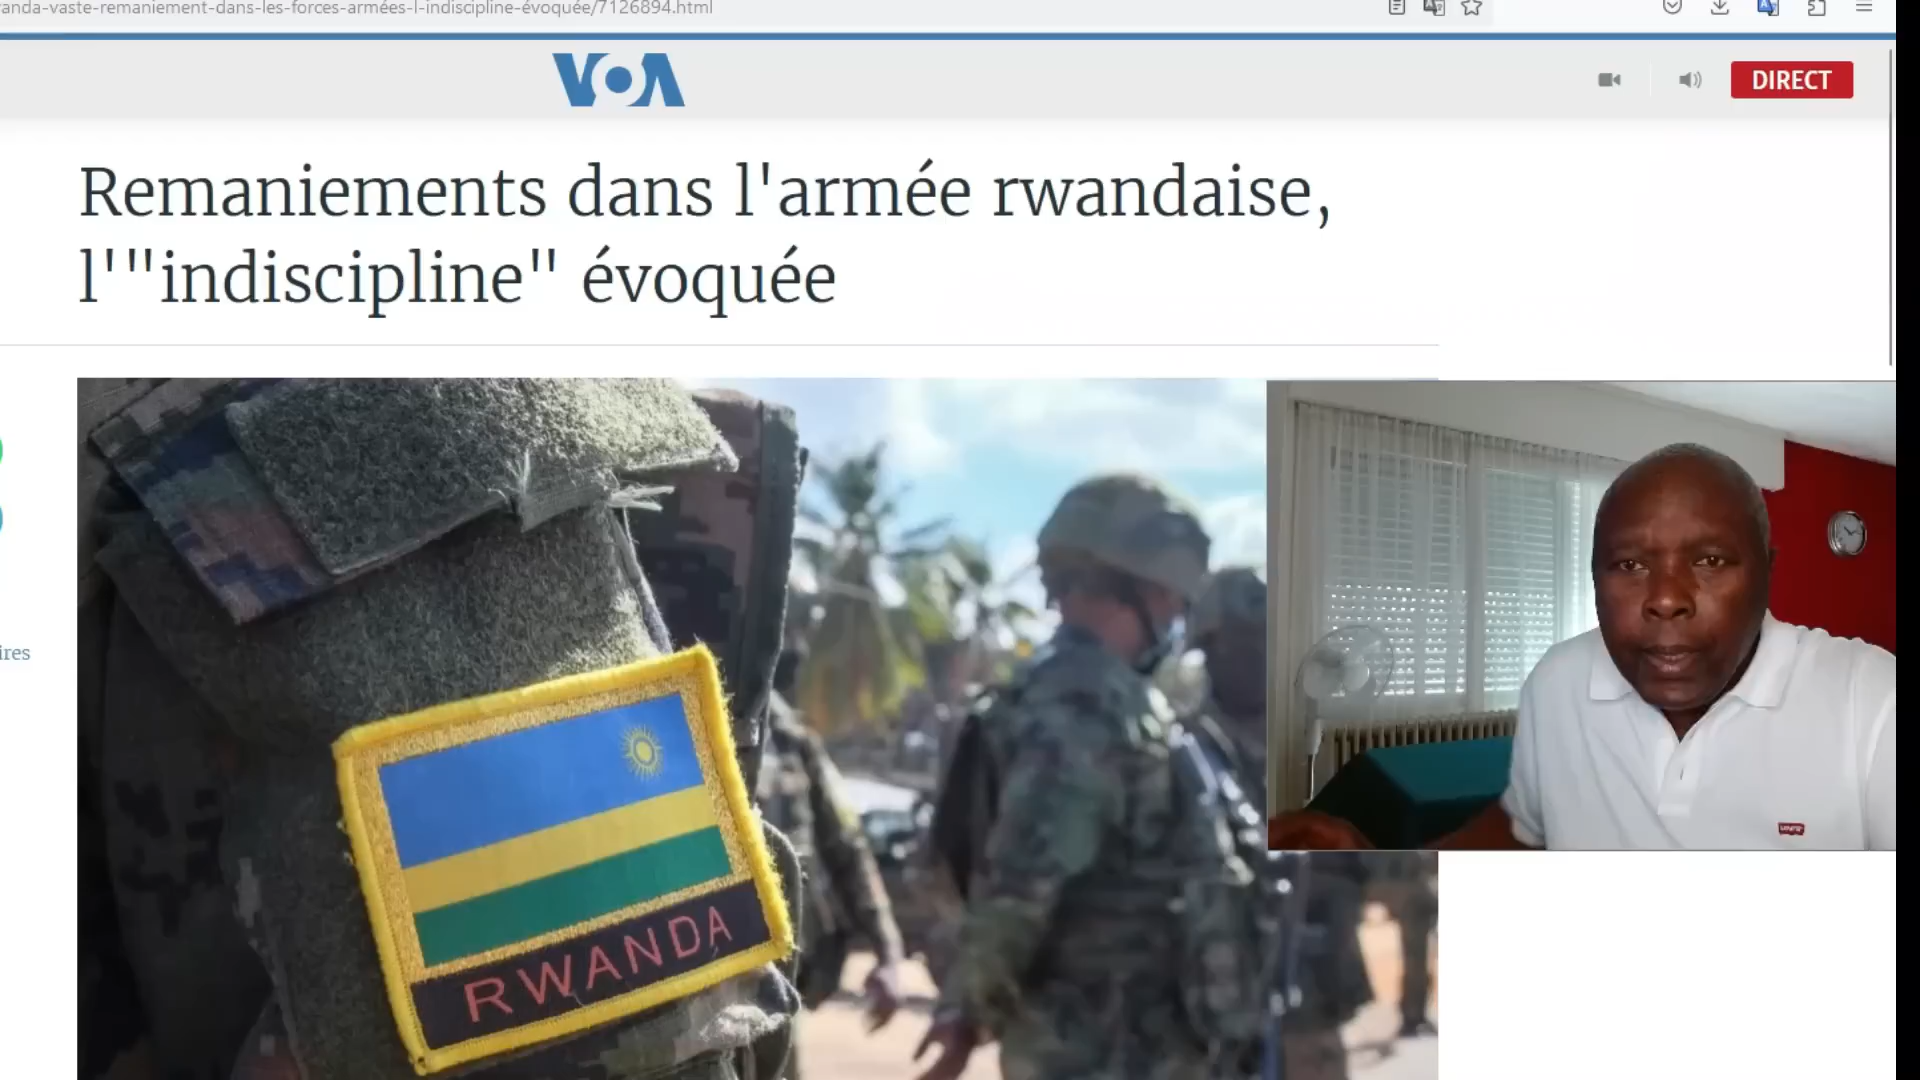 anda-vaste-remaniement-dans-les-forces-armées-l-indiscipline-évoquée/7126894.html
VOA
DIRECT
Remaniements dans l'armée rwandaise,
l'"indiscipline" évoquée
ires
RWANDA
Levi's